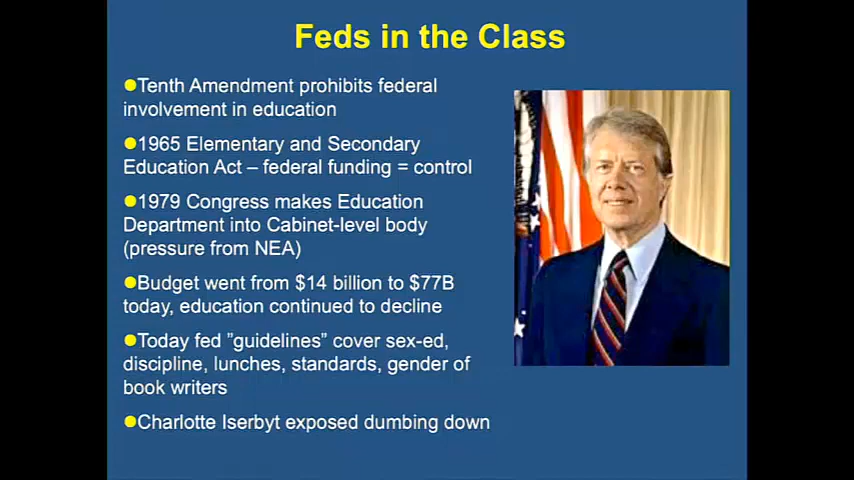 Feds in the Class
●Tenth Amendment prohibits federal
involvement in education
●1965 Elementary and Secondary
Education Act – federal funding = control
●1979 Congress makes Education
Department into Cabinet-level body
(pressure from NEA)
●Budget went from $14 billion to $77B
today, education continued to decline
●Today fed ”guidelines” cover sex-ed,
discipline, lunches, standards, gender of
book writers
●Charlotte Iserbyt exposed dumbing down